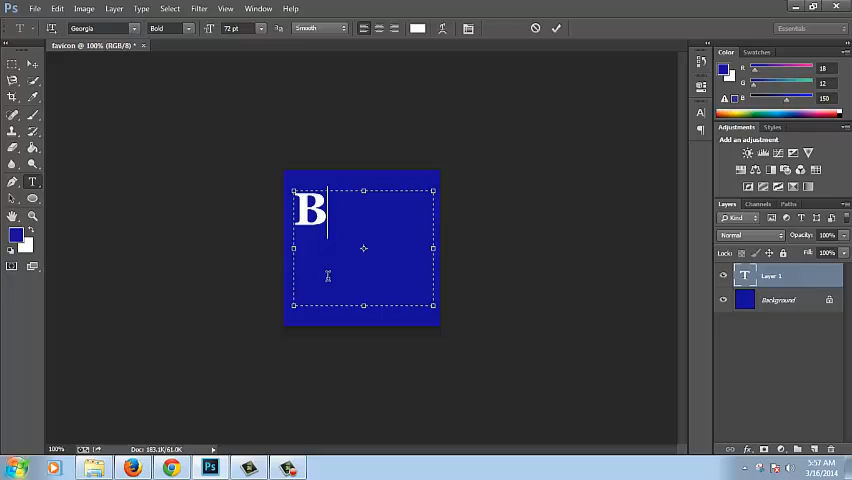 Ps File Edit Image Layer Type Select Filter View Window Help
T Georgia Bold 72 pt aa Smooth Essentials
favicon @ 100% (RGB/8) * ×
Color Swatches
R 18
G 12
B 150
Adjustments Styles
Add an adjustment
Layers Channels Paths
Kind
Normal Opacity: 100%
Lock: Fill: 100%
T Layer 1
Background
B
100% Doc: 183.1K/61.0K
Ps
5:57 AM
3/16/2014